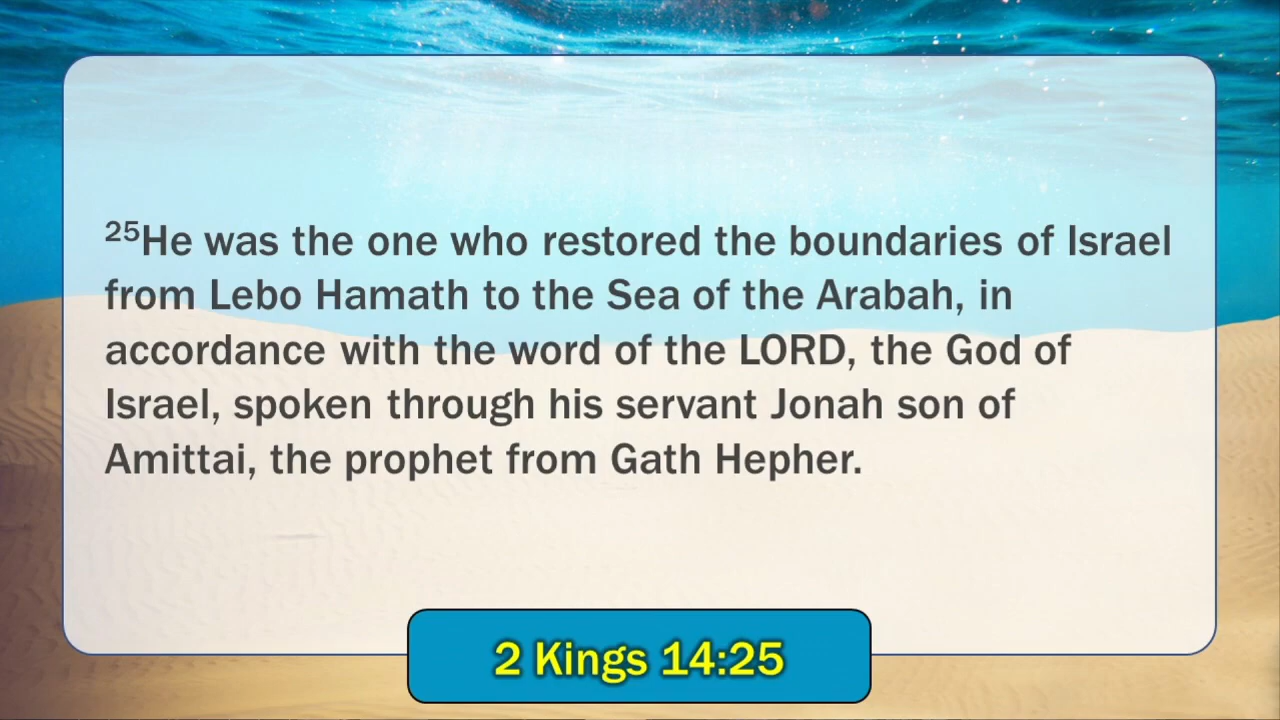 ²⁵He was the one who restored the boundaries of Israel
from Lebo Hamath to the Sea of the Arabah, in
accordance with the word of the LORD, the God of
Israel, spoken through his servant Jonah son of
Amittai, the prophet from Gath Hepher.
2 Kings 14:25